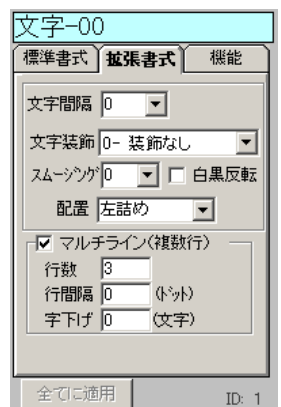 文字-00
標準書式 拡張書式 機能
文字間隔 0
文字装飾 0- 装飾なし
ｽﾑｰｼﾝｸﾞ 0 白黒反転
配置 左詰め
マルチライン(複数行)
行数 3
行間隔 0 (ﾄﾞｯﾄ)
字下げ 0 (文字)
全てに適用 ID: 1